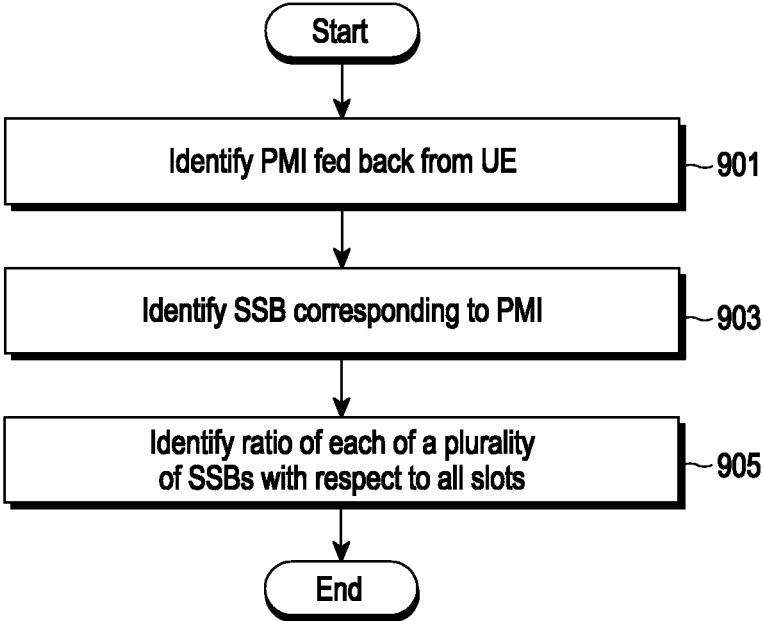 Start
Identify PMI fed back from UE
901
Identify SSB corresponding to PMI
903
Identify ratio of each of a plurality
of SSBs with respect to all slots
905
End